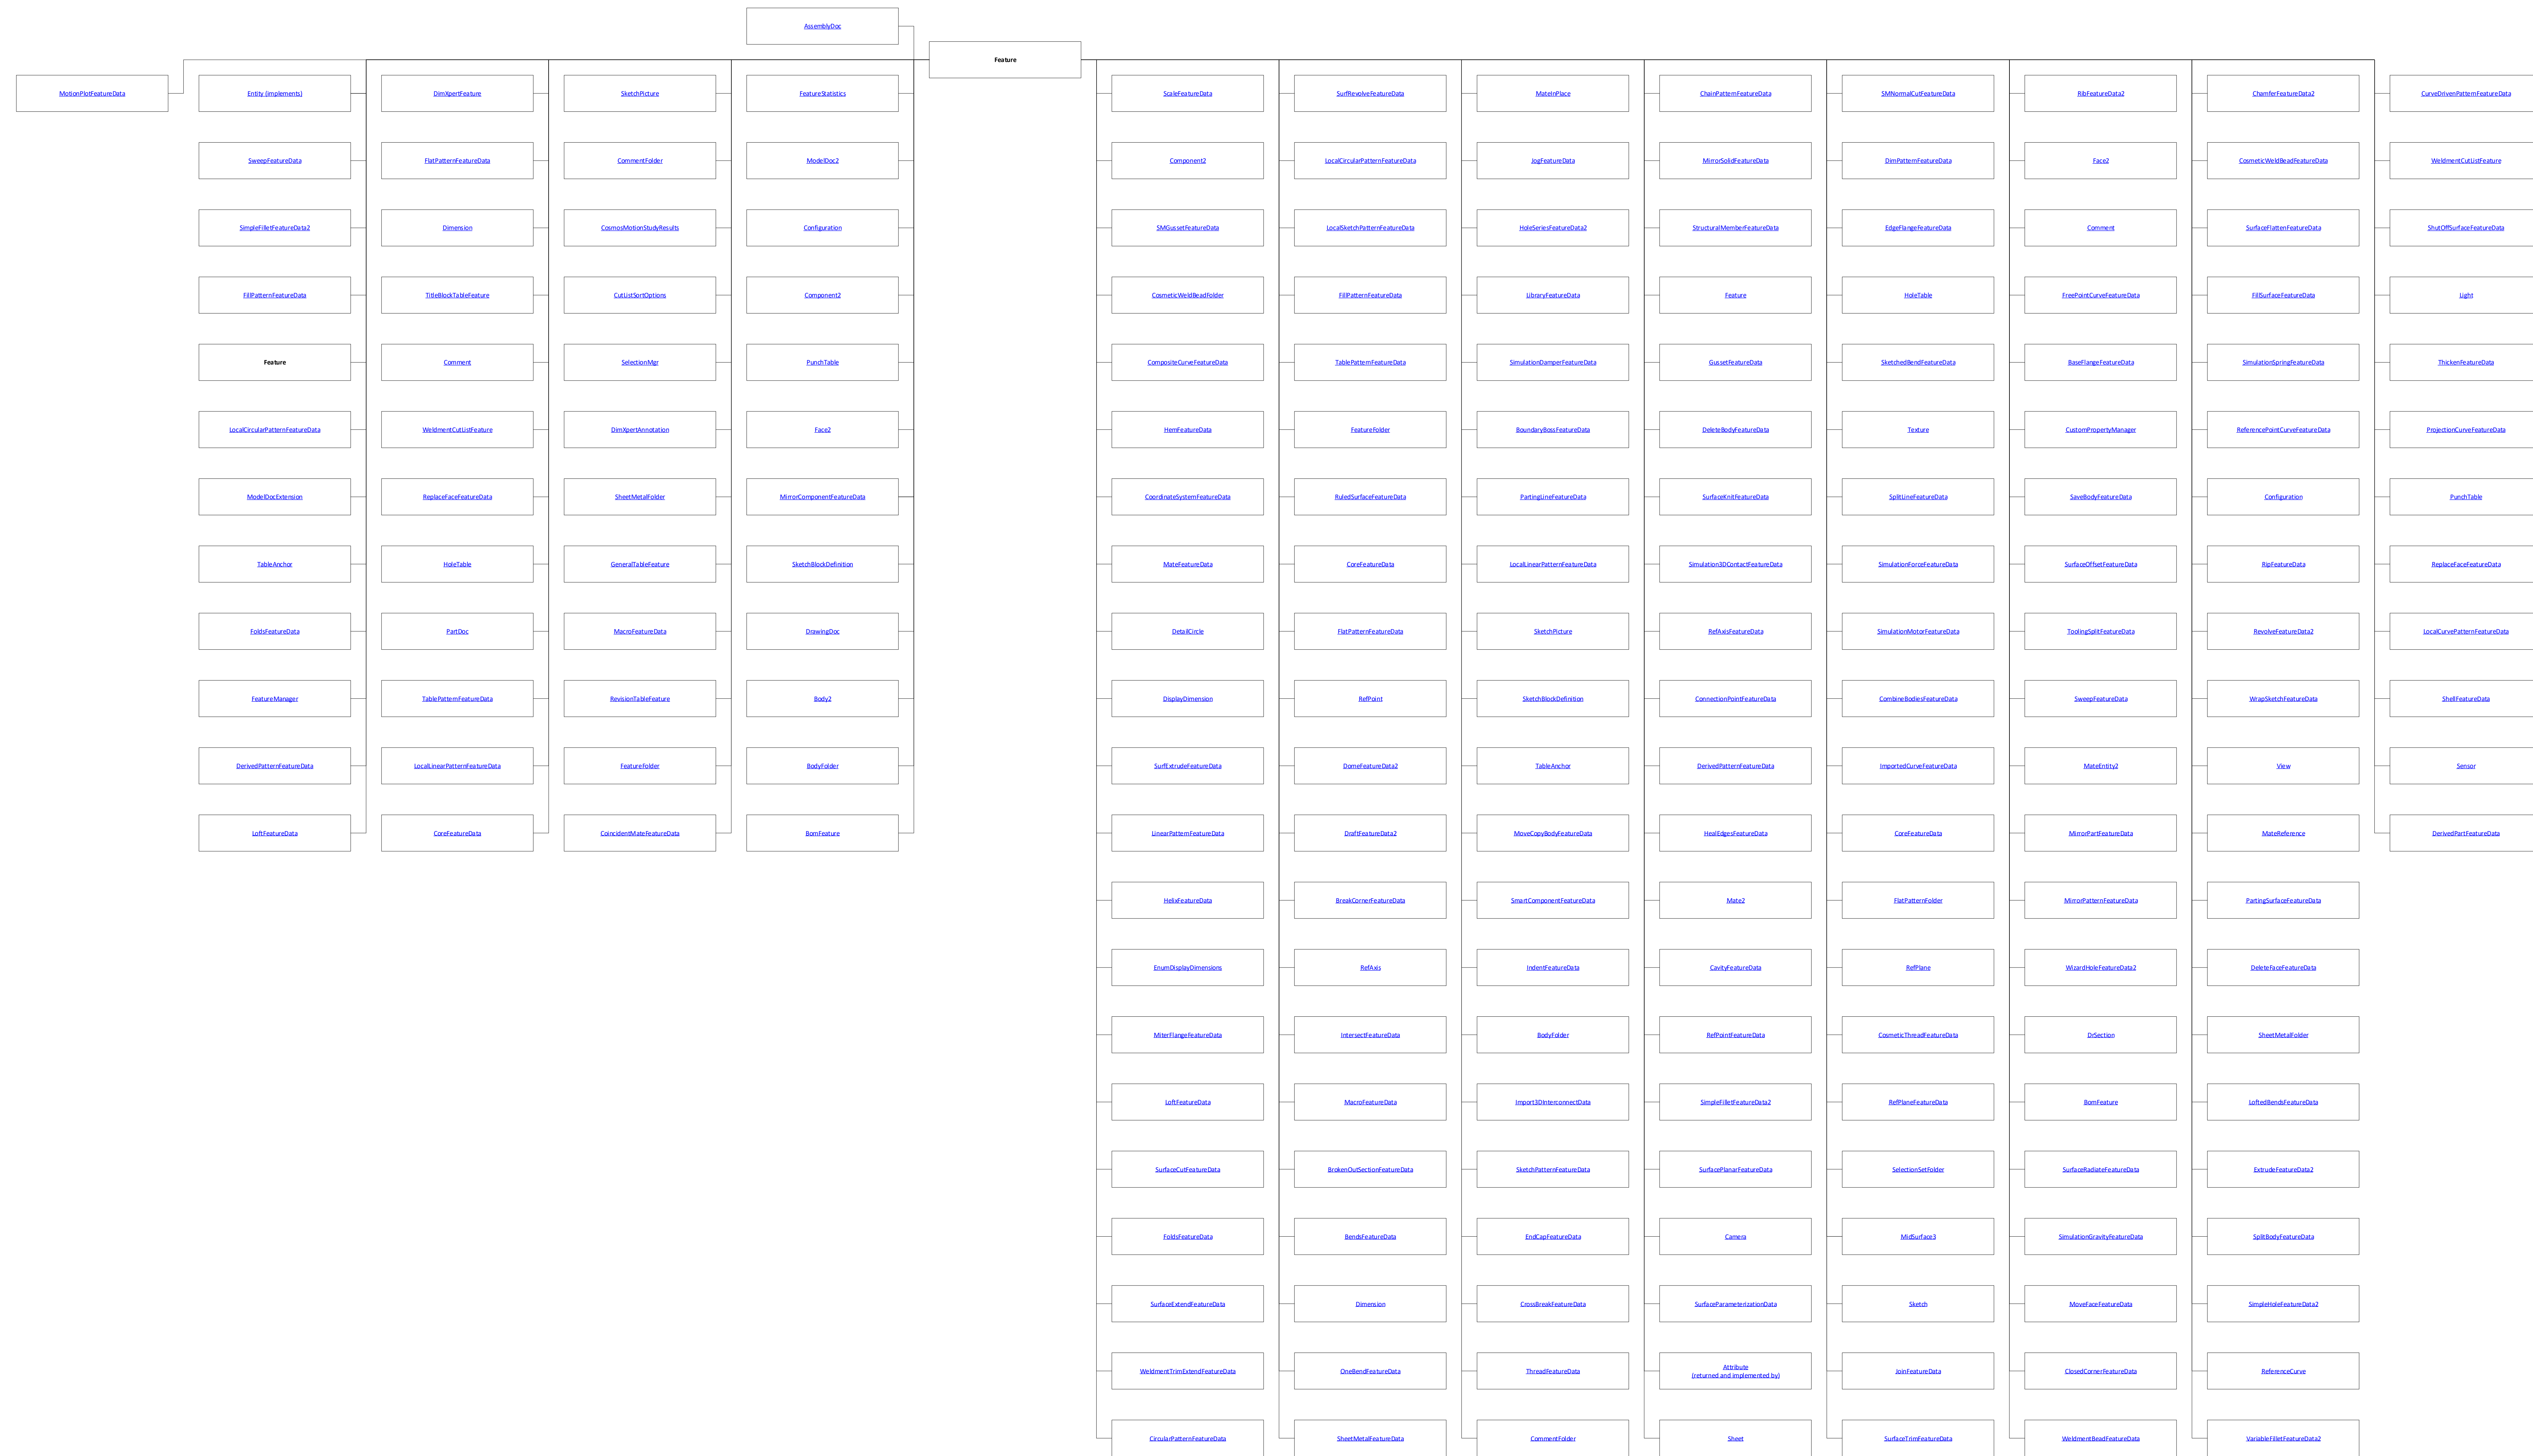 AssemblyDoc
Feature
MotionPlotFeatureData
Entity (implements)
DimXpertFeature
SketchPicture
FeatureStatistics
ScaleFeatureData
SurfRevolveFeatureData
MateInPlace
ChainPatternFeatureData
SMNormalCutFeatureData
RibFeatureData2
ChamferFeatureData2
CurveDrivenPatternFeatureData
SweepFeatureData
FlatPatternFeatureData
CommentFolder
ModelDoc2
Component2
LocalCircularPatternFeatureData
JogFeatureData
MirrorSolidFeatureData
DimPatternFeatureData
Face2
CosmeticWeldBeadFeatureData
WeldmentCutListFeature
SimpleFilletFeatureData2
Dimension
CosmosMotionStudyResults
Configuration
SMGussetFeatureData
LocalSketchPatternFeatureData
HoleSeriesFeatureData2
StructuralMemberFeatureData
EdgeFlangeFeatureData
Comment
SurfaceFlattenFeatureData
ShutOffSurfaceFeatureData
FillPatternFeatureData
TitleBlockTableFeature
CutListSortOptions
Component2
CosmeticWeldBeadFolder
FillPatternFeatureData
LibraryFeatureData
Feature
HoleTable
FreePointCurveFeatureData
FillSurfaceFeatureData
Light
Feature
Comment
SelectionMgr
PunchTable
CompositeCurveFeatureData
TablePatternFeatureData
SimulationDamperFeatureData
GussetFeatureData
SketchedBendFeatureData
BaseFlangeFeatureData
SimulationSpringFeatureData
ThickenFeatureData
LocalCircularPatternFeatureData
WeldmentCutListFeature
DimXpertAnnotation
Face2
HemFeatureData
FeatureFolder
BoundaryBossFeatureData
DeleteBodyFeatureData
Texture
CustomPropertyManager
ReferencePointCurveFeatureData
ProjectionCurveFeatureData
ModelDocExtension
ReplaceFaceFeatureData
SheetMetalFolder
MirrorComponentFeatureData
CoordinateSystemFeatureData
RuledSurfaceFeatureData
PartingLineFeatureData
SurfaceKnitFeatureData
SplitLineFeatureData
SaveBodyFeatureData
Configuration
PunchTable
TableAnchor
HoleTable
GeneralTableFeature
SketchBlockDefinition
MateFeatureData
CoreFeatureData
LocalLinearPatternFeatureData
Simulation3DContactFeatureData
SimulationForceFeatureData
SurfaceOffsetFeatureData
RipFeatureData
ReplaceFaceFeatureData
FoldsFeatureData
PartDoc
MacroFeatureData
DrawingDoc
DetailCircle
FlatPatternFeatureData
SketchPicture
RefAxisFeatureData
SimulationMotorFeatureData
ToolingSplitFeatureData
RevolveFeatureData2
LocalCurvePatternFeatureData
FeatureManager
TablePatternFeatureData
RevisionTableFeature
Body2
DisplayDimension
RefPoint
SketchBlockDefinition
ConnectionPointFeatureData
CombineBodiesFeatureData
SweepFeatureData
WrapSketchFeatureData
ShellFeatureData
DerivedPatternFeatureData
LocalLinearPatternFeatureData
FeatureFolder
BodyFolder
SurfExtrudeFeatureData
DomeFeatureData2
TableAnchor
DerivedPatternFeatureData
ImportedCurveFeatureData
MateEntity2
View
Sensor
LoftFeatureData
CoreFeatureData
CoincidentMateFeatureData
BomFeature
LinearPatternFeatureData
DraftFeatureData2
MoveCopyBodyFeatureData
HealEdgesFeatureData
CoreFeatureData
MirrorPartFeatureData
MateReference
DerivedPartFeatureData
HelixFeatureData
BreakCornerFeatureData
SmartComponentFeatureData
Mate2
FlatPatternFolder
MirrorPatternFeatureData
PartingSurfaceFeatureData
EnumDisplayDimensions
RefAxis
IndentFeatureData
CavityFeatureData
RefPlane
WizardHoleFeatureData2
DeleteFaceFeatureData
MiterFlangeFeatureData
IntersectFeatureData
BodyFolder
RefPointFeatureData
CosmeticThreadFeatureData
DrSection
SheetMetalFolder
LoftFeatureData
MacroFeatureData
Import3DInterconnectData
SimpleFilletFeatureData2
RefPlaneFeatureData
BomFeature
LoftedBendsFeatureData
SurfaceCutFeatureData
BrokenOutSectionFeatureData
SketchPatternFeatureData
SurfacePlanarFeatureData
SelectionSetFolder
SurfaceRadiateFeatureData
ExtrudeFeatureData2
FoldsFeatureData
BendsFeatureData
EndCapFeatureData
Camera
MidSurface3
SimulationGravityFeatureData
SplitBodyFeatureData
SurfaceExtendFeatureData
Dimension
CrossBreakFeatureData
SurfaceParameterizationData
Sketch
MoveFaceFeatureData
SimpleHoleFeatureData2
WeldmentTrimExtendFeatureData
OneBendFeatureData
ThreadFeatureData
Attribute
(returned and implemented by)
JoinFeatureData
ClosedCornerFeatureData
ReferenceCurve
CircularPatternFeatureData
SheetMetalFeatureData
CommentFolder
Sheet
SurfaceTrimFeatureData
WeldmentBeadFeatureData
VariableFilletFeatureData2